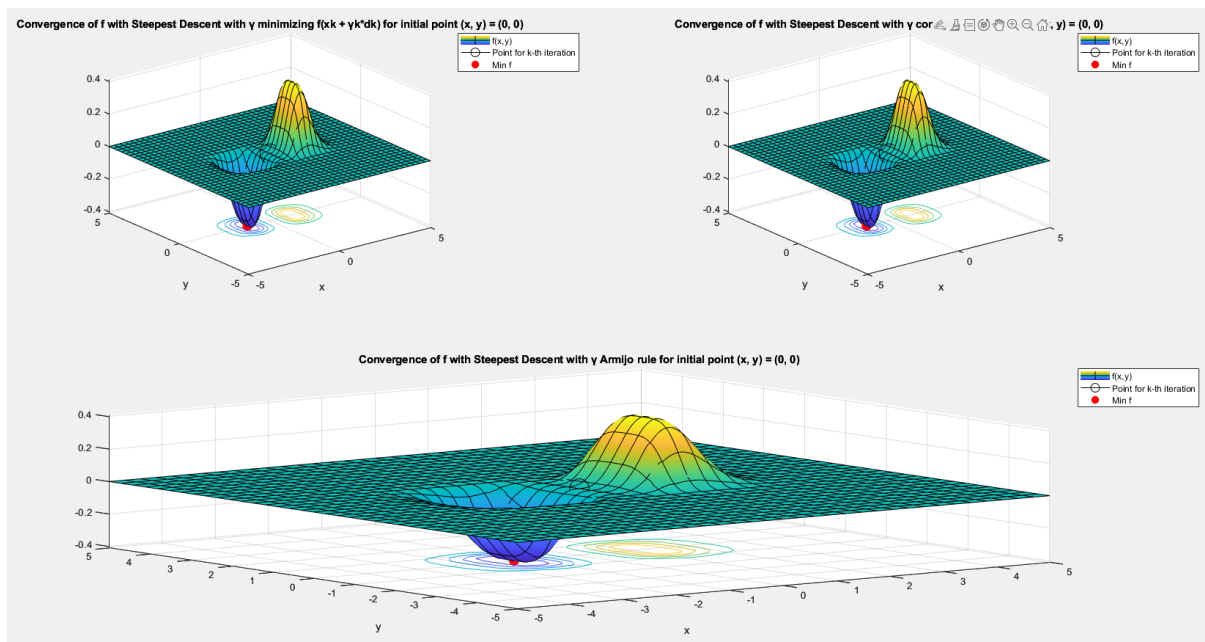 Convergence of f with Steepest Descent with γ minimizing f(xk + γk*dk) for initial point (x, y) = (0, 0)
f(x,y)
Point for k-th iteration
Min f
0.4
0.2
0
-0.2
-0.4
5
0
-5
y
-5
0
5
x
Convergence of f with Steepest Descent with γ cor , y) = (0, 0)
f(x,y)
Point for k-th iteration
Min f
0.4
0.2
0
-0.2
-0.4
5
0
-5
y
-5
0
5
x
Convergence of f with Steepest Descent with γ Armijo rule for initial point (x, y) = (0, 0)
f(x,y)
Point for k-th iteration
Min f
0.4
0.2
0
-0.2
-0.4
5
4
3
2
1
0
-1
-2
-3
-4
-5
y
-5
-4
-3
-2
-1
0
1
2
3
4
5
x